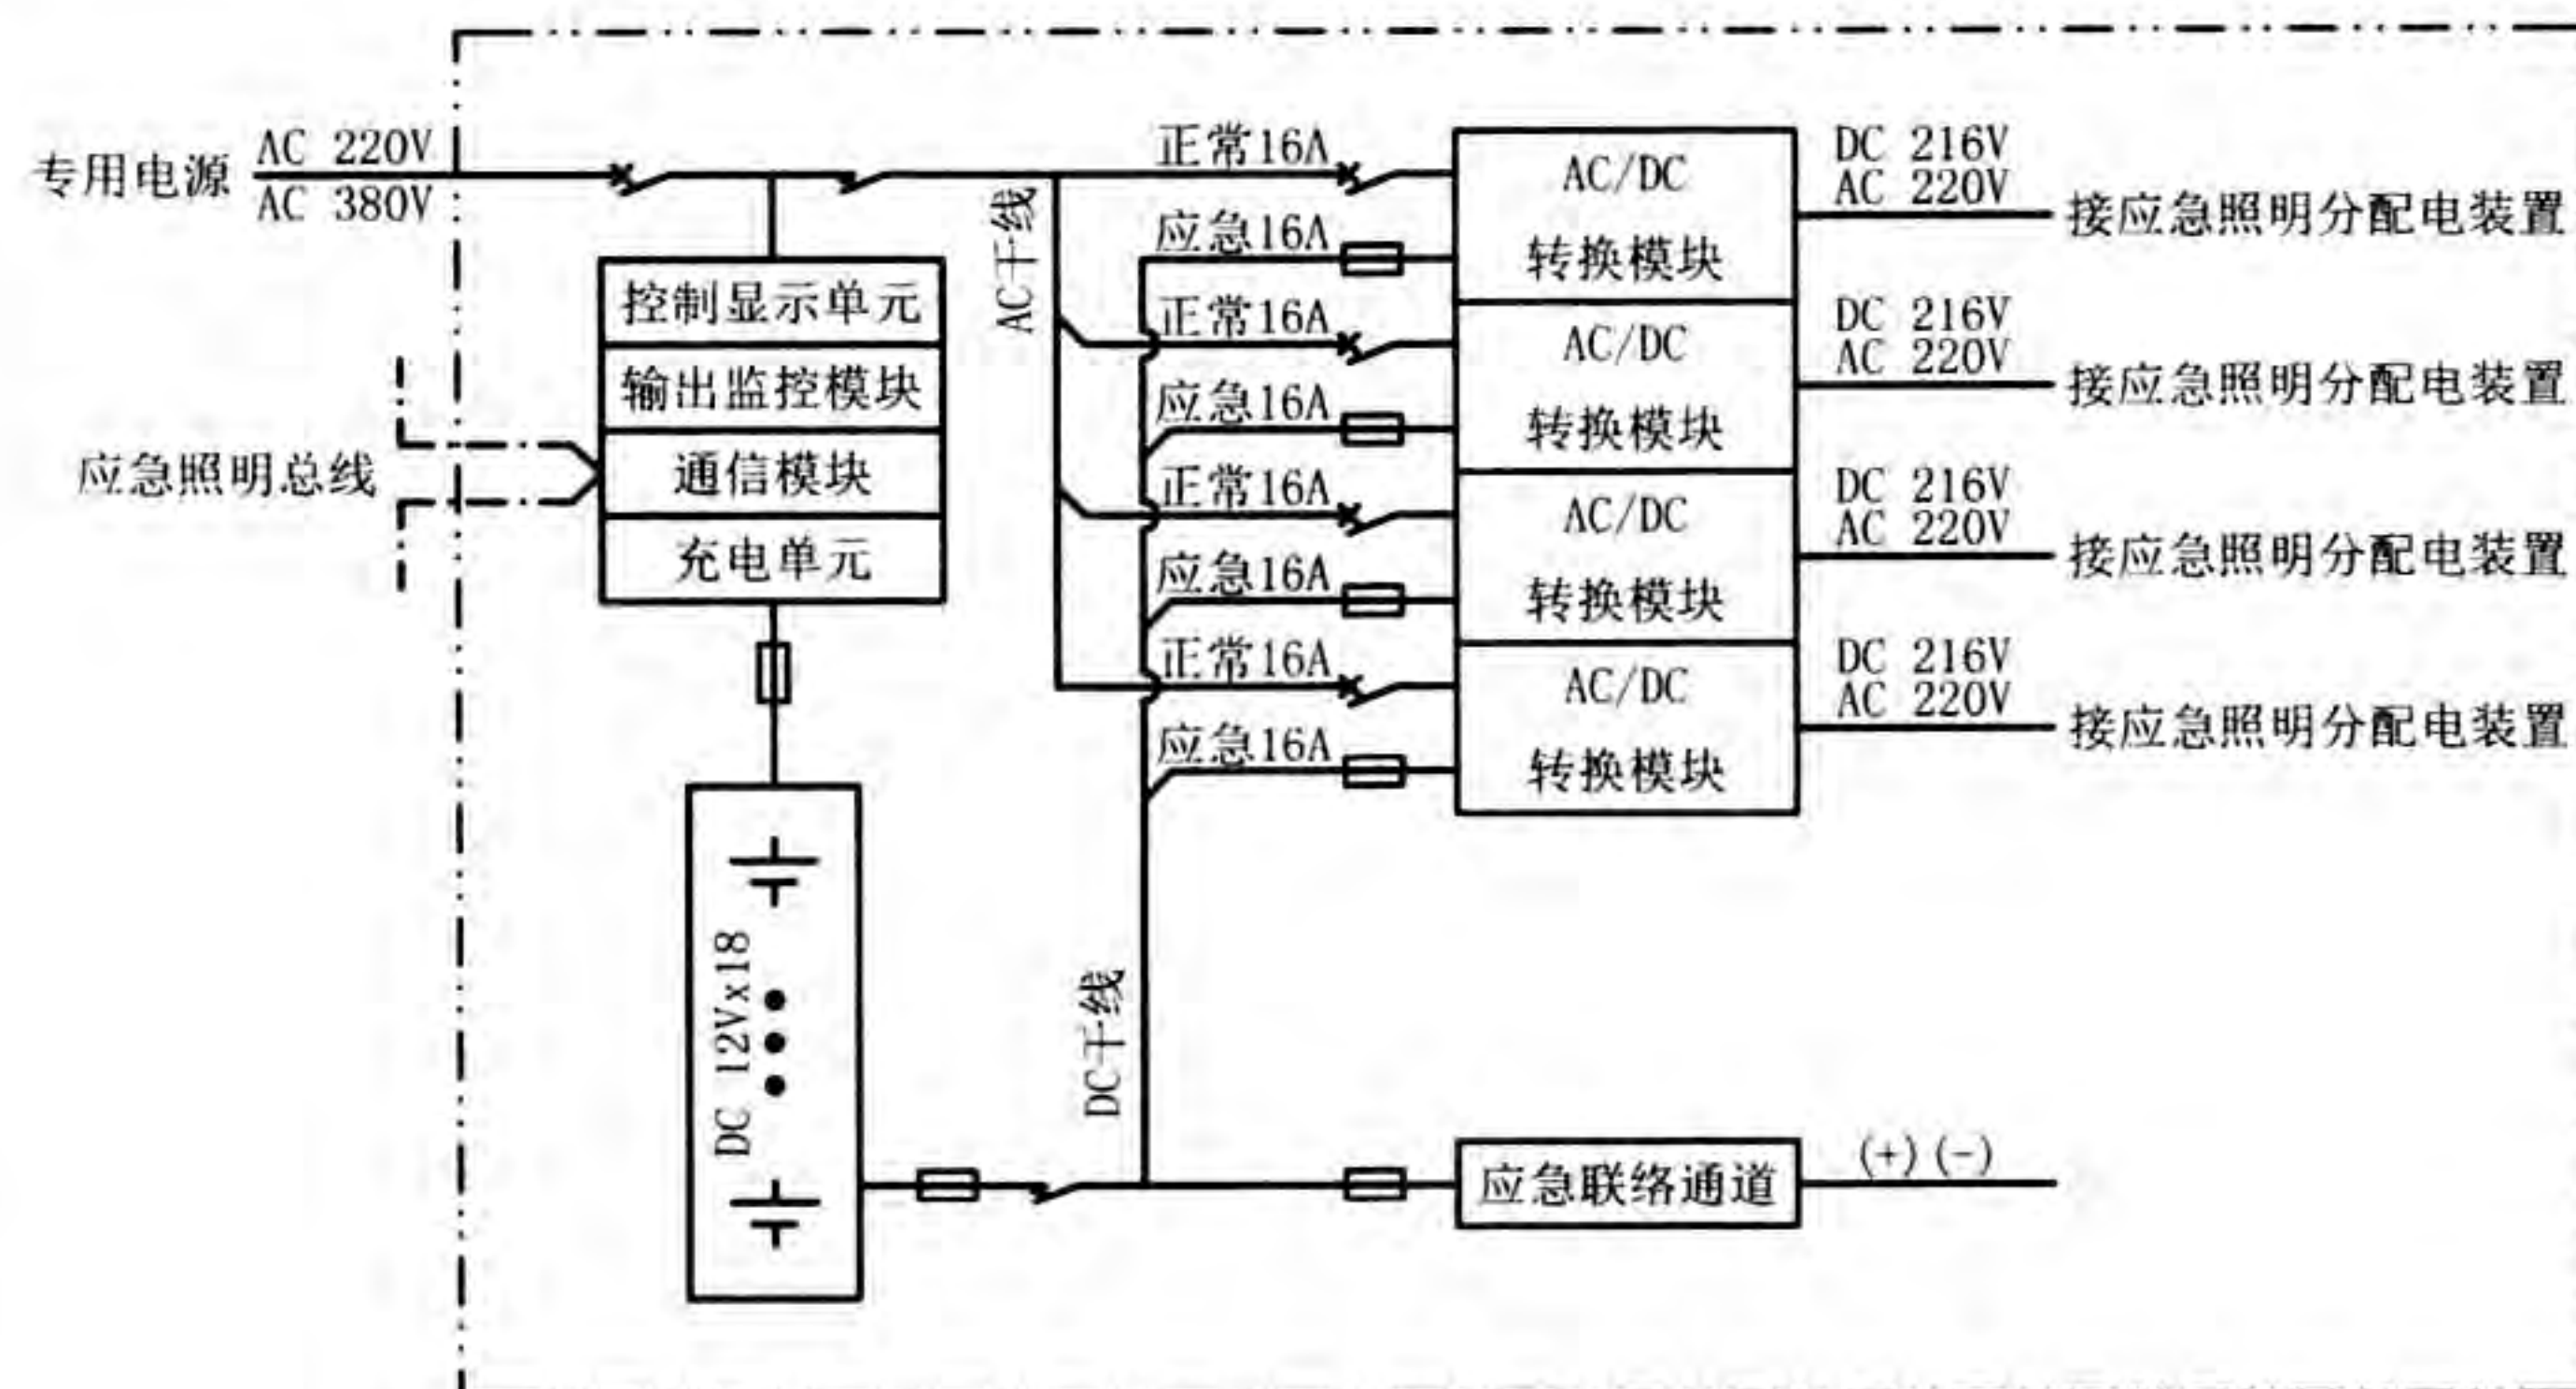 专用电源
AC 220V
AC 380V
应急照明总线
控制显示单元
输出监控模块
通信模块
充电单元
DC 12Vx18
AC干线
DC干线
正常16A
应急16A
正常16A
应急16A
正常16A
应急16A
正常16A
应急16A
AC/DC
转换模块
AC/DC
转换模块
AC/DC
转换模块
AC/DC
转换模块
DC 216V
AC 220V
接应急照明分配电装置
DC 216V
AC 220V
接应急照明分配电装置
DC 216V
AC 220V
接应急照明分配电装置
DC 216V
AC 220V
接应急照明分配电装置
应急联络通道
(+)(-)